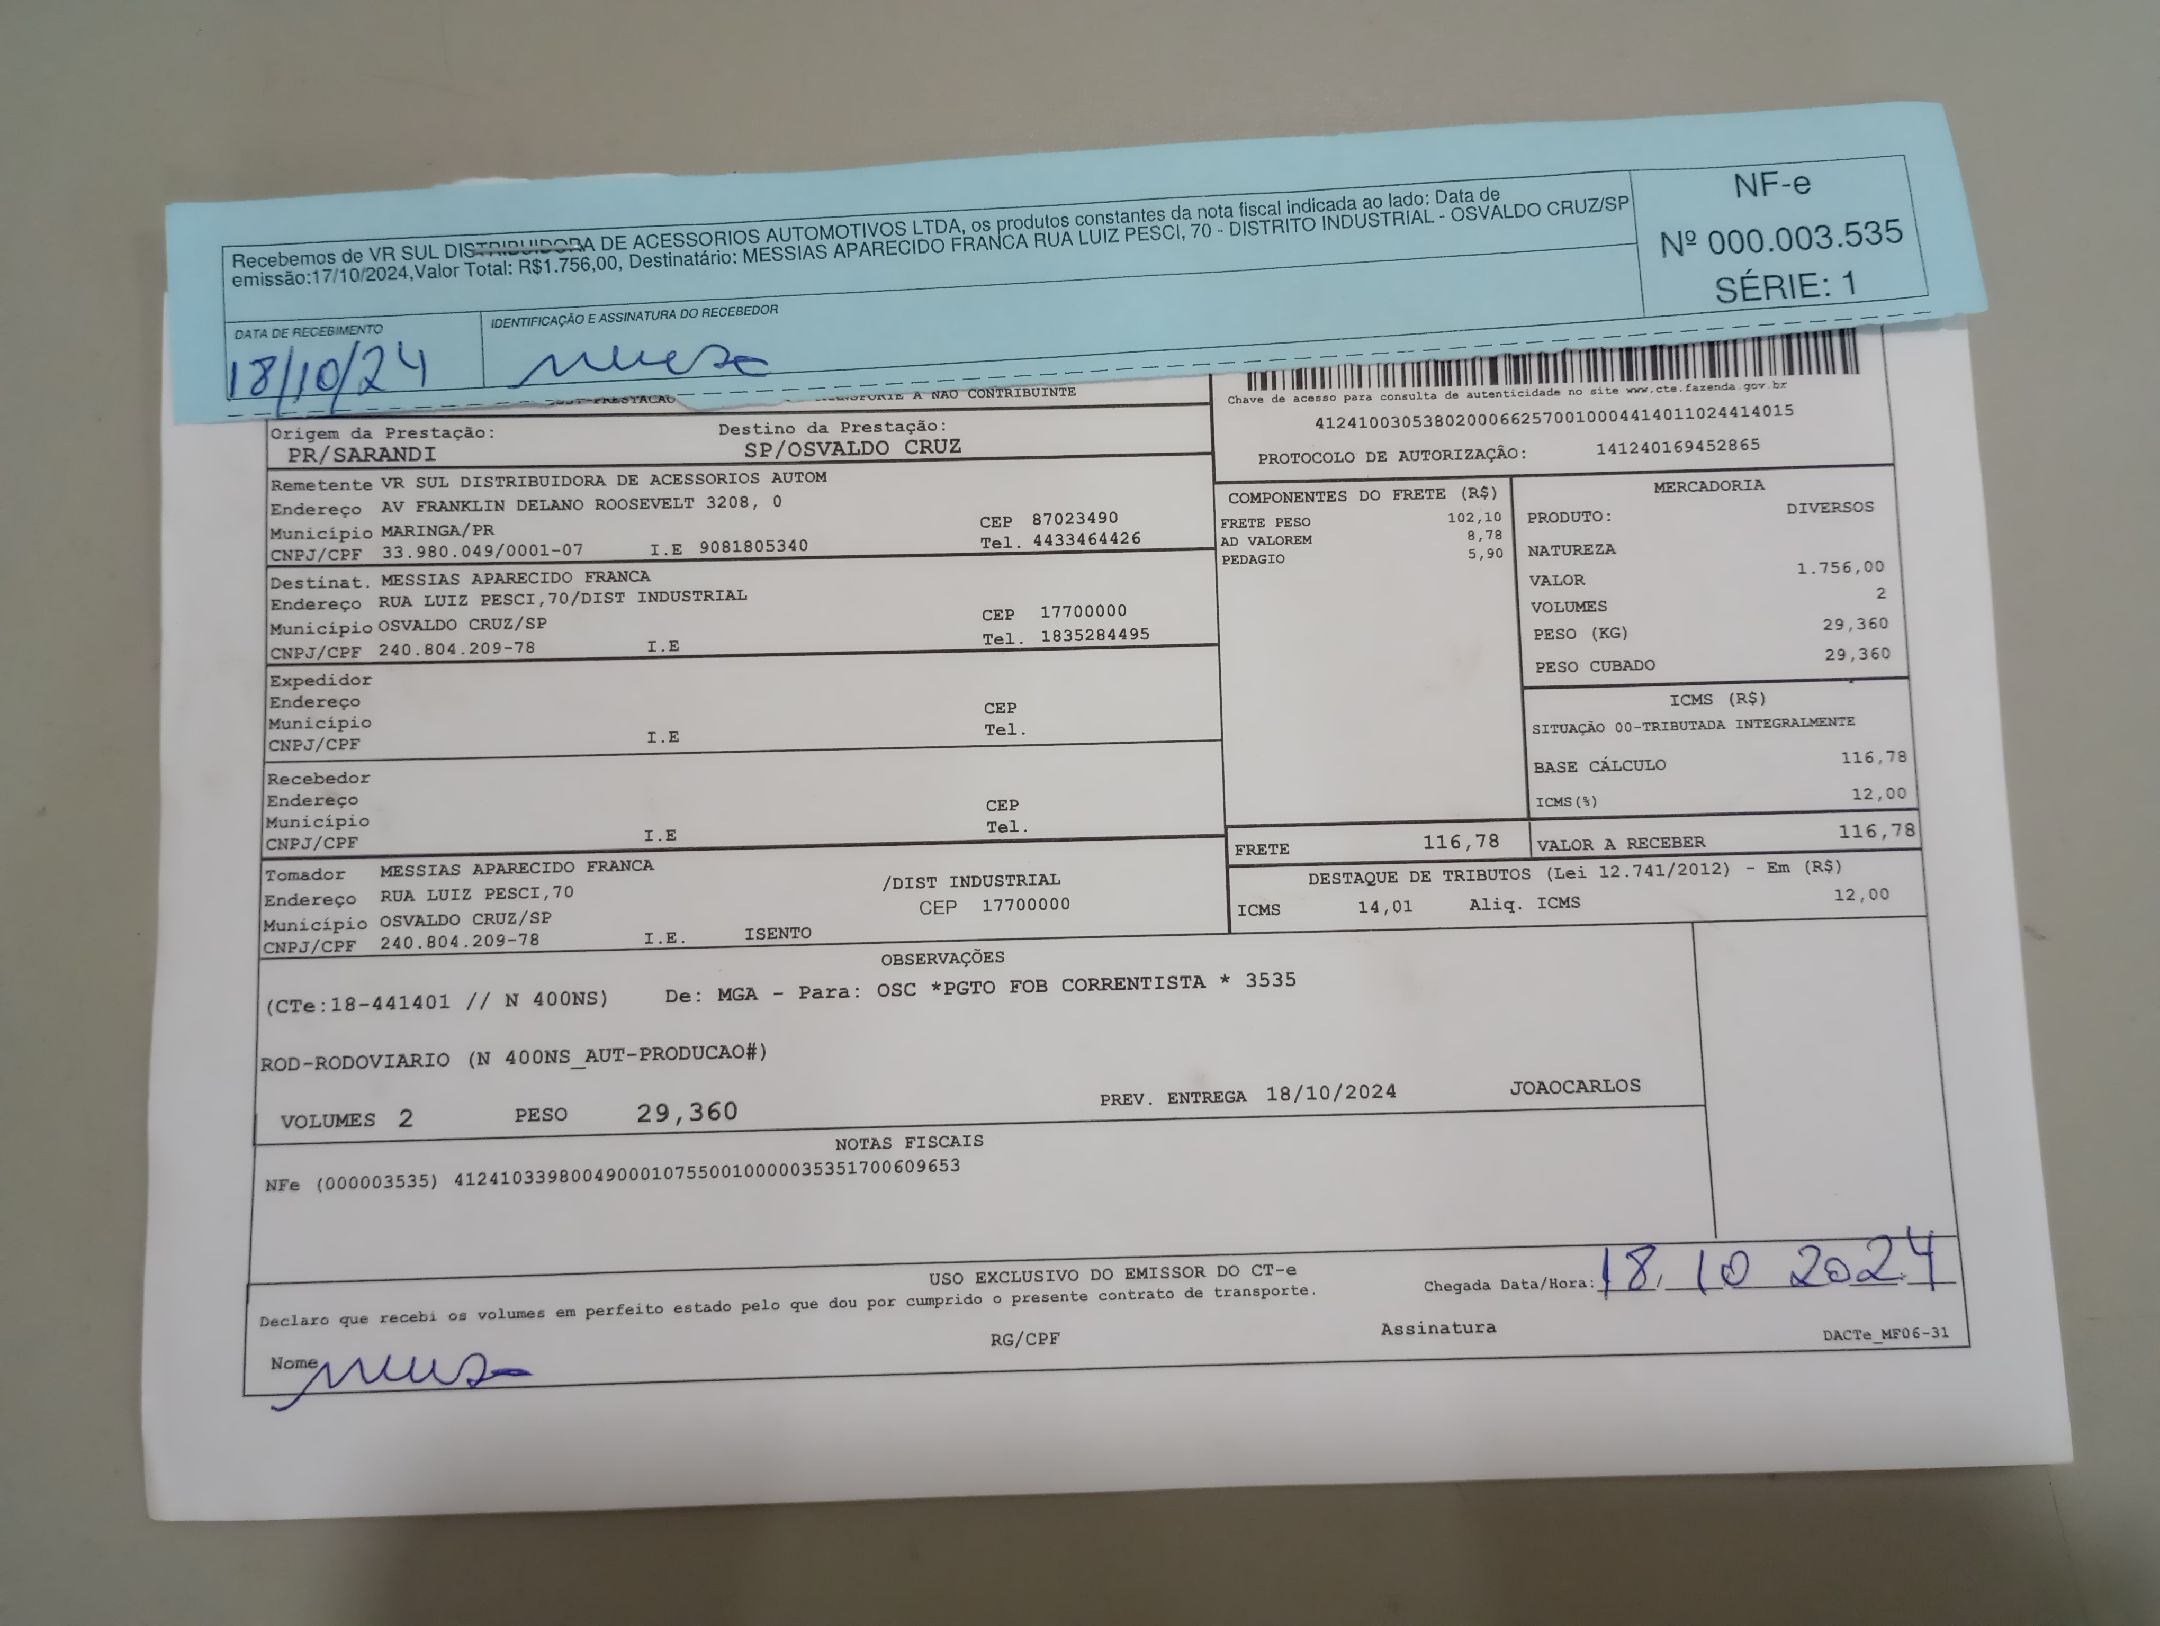 Recebemos de VR SUL DISTRIBUIDORA DE ACESSORIOS AUTOMOTIVOS LTDA, os produtos constantes da nota fiscal indicada ao lado: Data de
emissão:17/10/2024,Valor Total: R$1.756,00, Destinatário: MESSIAS APARECIDO FRANCA RUA LUIZ PESCI, 70 - DISTRITO INDUSTRIAL - OSVALDO CRUZ/SP
NF-e
Nº 000.003.535
SÉRIE: 1
DATA DE RECEBIMENTO
18/10/24
IDENTIFICAÇÃO E ASSINATURA DO RECEBEDOR
A NAO CONTRIBUINTE
Chave de acesso para consulta de autenticidade no site www.cte.fazenda.gov.br
41241003053802000662570010004414011024414015
PROTOCOLO DE AUTORIZAÇÃO: 141240169452865
Origem da Prestação:
PR/SARANDI
Destino da Prestação:
SP/OSVALDO CRUZ
Remetente VR SUL DISTRIBUIDORA DE ACESSORIOS AUTOM
Endereço AV FRANKLIN DELANO ROOSEVELT 3208, 0
Município MARINGA/PR CEP 87023490
CNPJ/CPF 33.980.049/0001-07 I.E 9081805340 Tel. 4433464426
Destinat. MESSIAS APARECIDO FRANCA
Endereço RUA LUIZ PESCI,70/DIST INDUSTRIAL
Município OSVALDO CRUZ/SP CEP 17700000
CNPJ/CPF 240.804.209-78 I.E Tel. 1835284495
Expedidor
Endereço
Município CEP
CNPJ/CPF I.E Tel.
Recebedor
Endereço
Município CEP
CNPJ/CPF I.E Tel.
Tomador MESSIAS APARECIDO FRANCA
Endereço RUA LUIZ PESCI,70 /DIST INDUSTRIAL
Município OSVALDO CRUZ/SP CEP 17700000
CNPJ/CPF 240.804.209-78 I.E. ISENTO
COMPONENTES DO FRETE (R$)
FRETE PESO 102,10
AD VALOREM 8,78
PEDAGIO 5,90
MERCADORIA
PRODUTO: DIVERSOS
NATUREZA
VALOR 1.756,00
VOLUMES 2
PESO (KG) 29,360
PESO CUBADO 29,360
ICMS (R$)
SITUAÇÃO 00-TRIBUTADA INTEGRALMENTE
BASE CÁLCULO 116,78
ICMS(%) 12,00
FRETE 116,78
VALOR A RECEBER 116,78
DESTAQUE DE TRIBUTOS (Lei 12.741/2012) - Em (R$)
ICMS 14,01 Aliq. ICMS 12,00
OBSERVAÇÕES
(CTe:18-441401 // N 400NS) De: MGA - Para: OSC *PGTO FOB CORRENTISTA * 3535
ROD-RODOVIARIO (N 400NS_AUT-PRODUCAO#)
VOLUMES 2 PESO 29,360 PREV. ENTREGA 18/10/2024 JOAOCARLOS
NOTAS FISCAIS
NFe (000003535) 41241033980049000107550010000035351700609653
USO EXCLUSIVO DO EMISSOR DO CT-e
Declaro que recebi os volumes em perfeito estado pelo que dou por cumprido o presente contrato de transporte.
Chegada Data/Hora: 18 10 2024
Nome RG/CPF Assinatura
DACTe_MF06-31